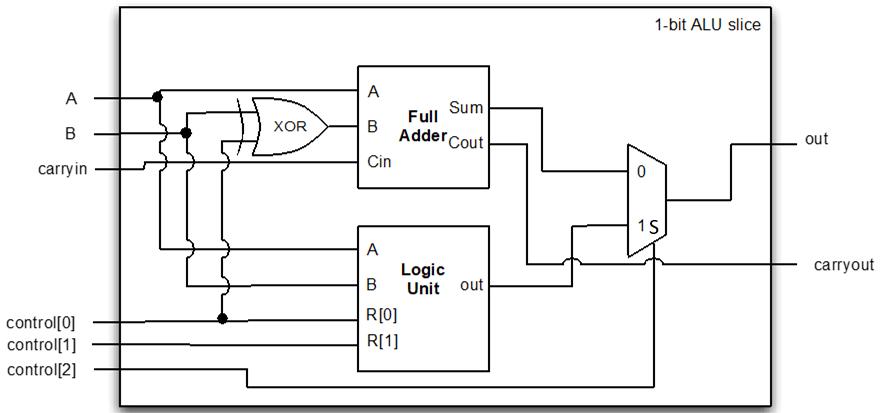 1-bit ALU slice
A
B
carryin
XOR
A
B
Cin
Full
Adder
Sum
Cout
0
1
S
out
carryout
A
B
R[0]
R[1]
Logic
Unit
out
control[0]
control[1]
control[2]